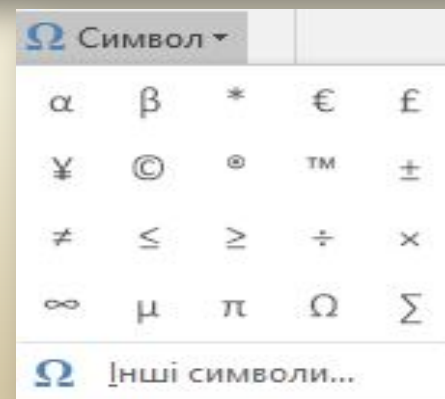 Ω Символ
α β * € £
¥ © ® ™ ±
≠ ≤ ≥ ÷ ×
∞ µ π Ω Σ
Ω Інші символи...